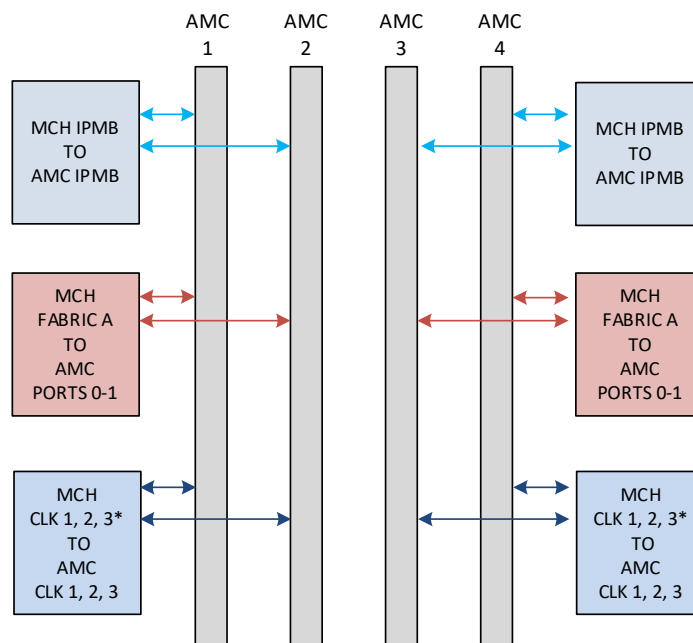 AMC
1
AMC
2
AMC
3
AMC
4
MCH IPMB
TO
AMC IPMB
MCH IPMB
TO
AMC IPMB
MCH
FABRIC A
TO
AMC
PORTS 0-1
MCH
FABRIC A
TO
AMC
PORTS 0-1
MCH
CLK 1, 2, 3*
TO
AMC
CLK 1, 2, 3
MCH
CLK 1, 2, 3*
TO
AMC
CLK 1, 2, 3